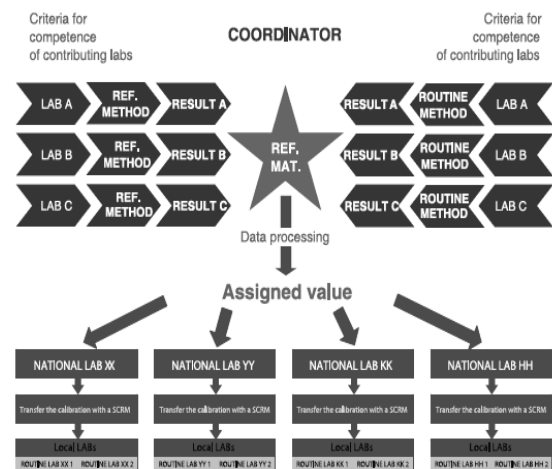 Criteria for
competence
of contributing labs
COORDINATOR
Criteria for
competence
of contributing labs
LAB A
REF.
METHOD
RESULT A
RESULT A
ROUTINE
METHOD
LAB A
LAB B
REF.
METHOD
RESULT B
REF.
MAT.
RESULT B
ROUTINE
METHOD
LAB B
LAB C
REF.
METHOD
RESULT C
RESULT C
ROUTINE
METHOD
LAB C
Data processing
Assigned value
NATIONAL LAB XX
NATIONAL LAB YY
NATIONAL LAB KK
NATIONAL LAB HH
Transfer the calibration with a SCRM
Transfer the calibration with a SCRM
Transfer the calibration with a SCRM
Transfer the calibration with a SCRM
Local LABs
Local LABs
Local LABs
Local LABs
ROUTINE LAB XX 1 ROUTINE LAB XX 2
ROUTINE LAB YY 1 ROUTINE LAB YY 2
ROUTINE LAB KK 1 ROUTINE LAB KK 2
ROUTINE LAB HH 1 ROUTINE LAB HH 2